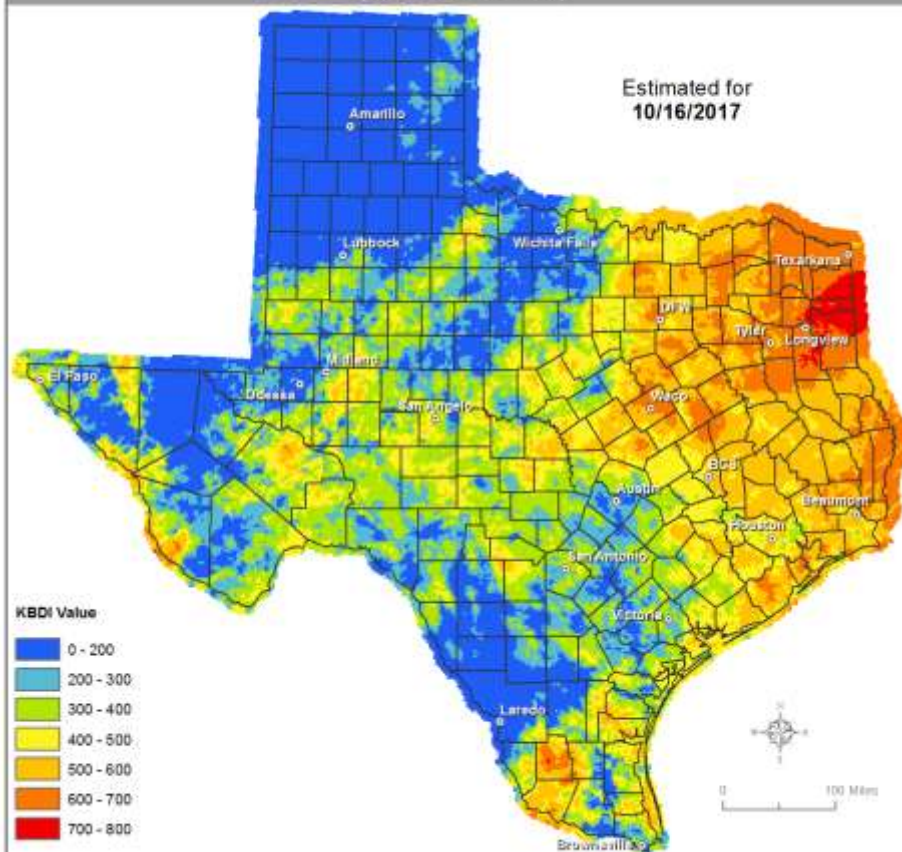 Estimated for
10/16/2017
Amarillo
Lubbock
Wichita Falls
Texarkana
DFW
Tyler
Longview
El Paso
Midland
Odessa
San Angelo
Waco
BCS
Austin
Beaumont
Houston
San Antonio
Victoria
Laredo
Brownsville
KBDI Value
0 - 200
200 - 300
300 - 400
400 - 500
500 - 600
600 - 700
700 - 800
N
W
E
S
0 100 Miles